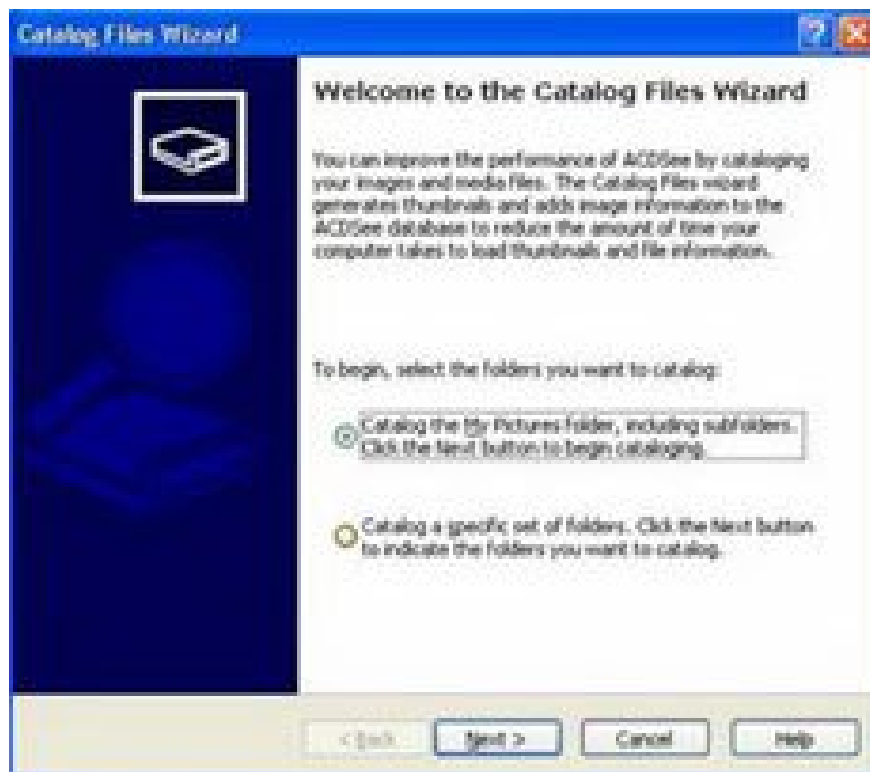 Catalog Files Wizard
Welcome to the Catalog Files Wizard
You can improve the performance of ACDSee by cataloging
your images and media files. The Catalog Files wizard
generates thumbnails and adds image information to the
ACDSee database to reduce the amount of time your
computer takes to load thumbnails and file information.
To begin, select the folders you want to catalog:
Catalog the My Pictures folder, including subfolders.
Click the Next button to begin cataloging.
Catalog a specific set of folders. Click the Next button
to indicate the folders you want to catalog.
< Back
Next >
Cancel
Help